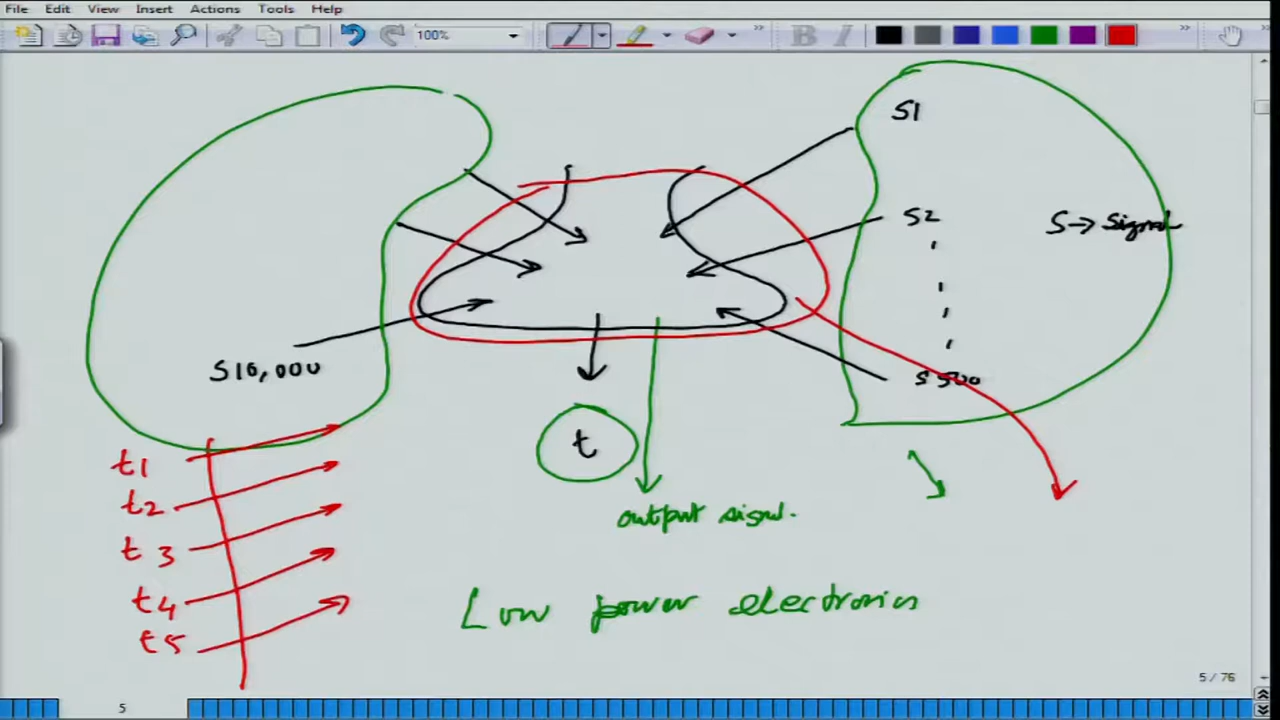 File Edit View Insert Actions Tools Help
100%
B I
S1
S2
S → Signal
S10,000
S500
t1
t
t2
output signal.
t3
t4
Low power electronics
t5
5 / 76
5